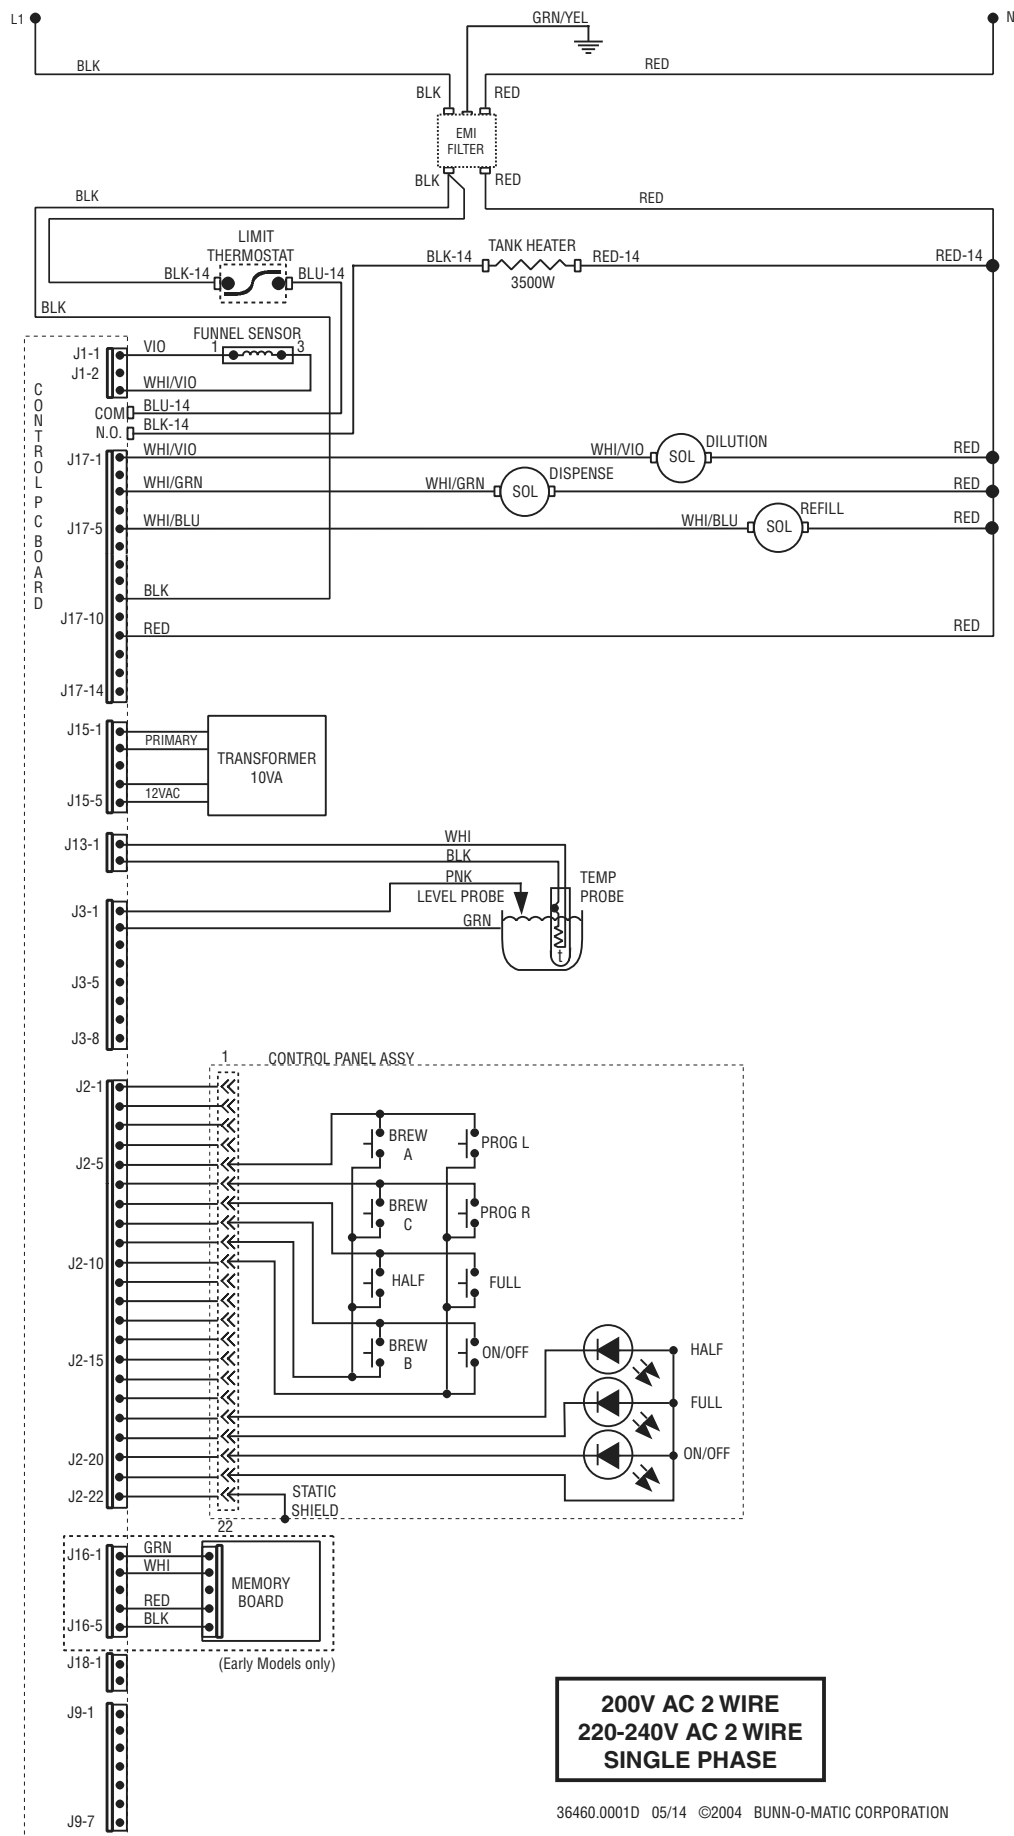 L1
GRN/YEL
N
BLK
RED
BLK
RED
EMI
FILTER
BLK
RED
BLK
RED
LIMIT
THERMOSTAT
BLK-14
BLU-14
BLK-14
TANK HEATER
3500W
RED-14
RED-14
BLK
FUNNEL SENSOR
1
3
CONTROL PC BOARD
J1-1
VIO
J1-2
WHI/VIO
COM
BLU-14
N.O.
BLK-14
J17-1
WHI/VIO
WHI/VIO
SOL
DILUTION
RED
WHI/GRN
WHI/GRN
SOL
DISPENSE
RED
J17-5
WHI/BLU
WHI/BLU
SOL
REFILL
RED
BLK
J17-10
RED
RED
J17-14
J15-1
PRIMARY
TRANSFORMER
10VA
J15-5
12VAC
J13-1
WHI
BLK
PNK
LEVEL PROBE
TEMP
PROBE
J3-1
GRN
t
J3-5
J3-8
1
CONTROL PANEL ASSY
J2-1
BREW
A
PROG L
J2-5
BREW
C
PROG R
J2-10
HALF
FULL
BREW
B
ON/OFF
J2-15
HALF
FULL
J2-20
ON/OFF
J2-22
STATIC
SHIELD
22
J16-1
GRN
WHI
MEMORY
BOARD
RED
J16-5
BLK
(Early Models only)
J18-1
J9-1
J9-7
200V AC 2 WIRE
220-240V AC 2 WIRE
SINGLE PHASE
36460.0001D 05/14 ©2004 BUNN-O-MATIC CORPORATION